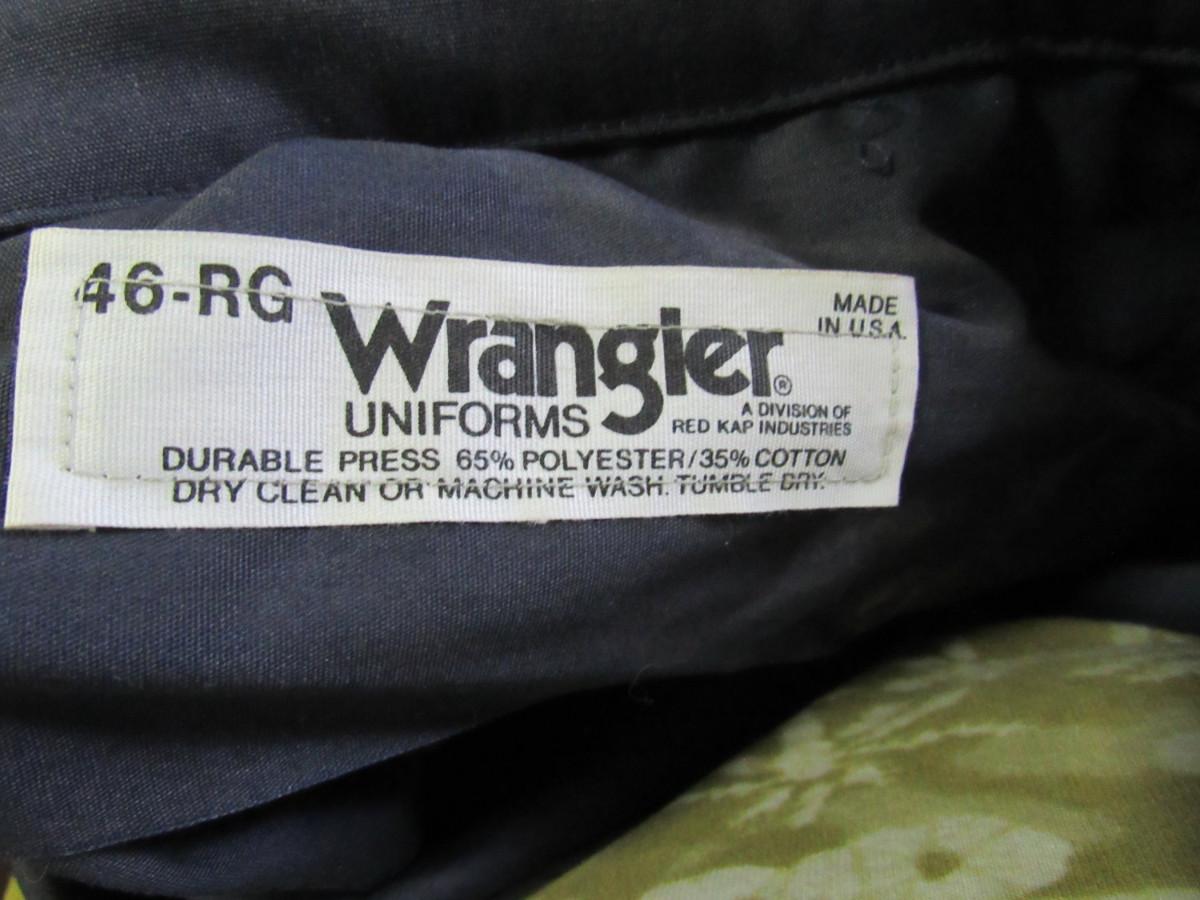 46-RG
Wrangler®
MADE
IN U.S.A.
UNIFORMS
A DIVISION OF
RED KAP INDUSTRIES
DURABLE PRESS 65% POLYESTER/35% COTTON
DRY CLEAN OR MACHINE WASH. TUMBLE DRY.